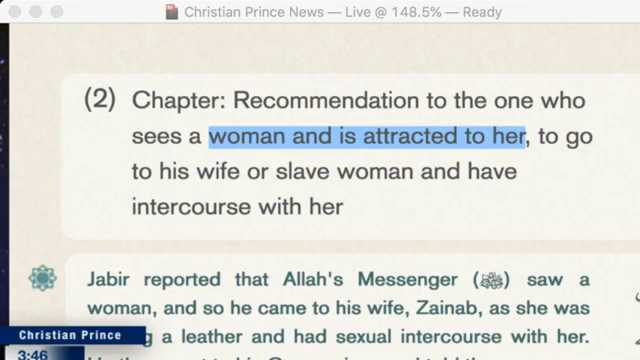 Christian Prince News — Live @ 148.5% — Ready
(2) Chapter: Recommendation to the one who
sees a woman and is attracted to her, to go
to his wife or slave woman and have
intercourse with her
Jabir reported that Allah's Messenger (ﷺ) saw a
woman, and so he came to his wife, Zainab, as she was
a leather and had sexual intercourse with her.
Christian Prince
3:46